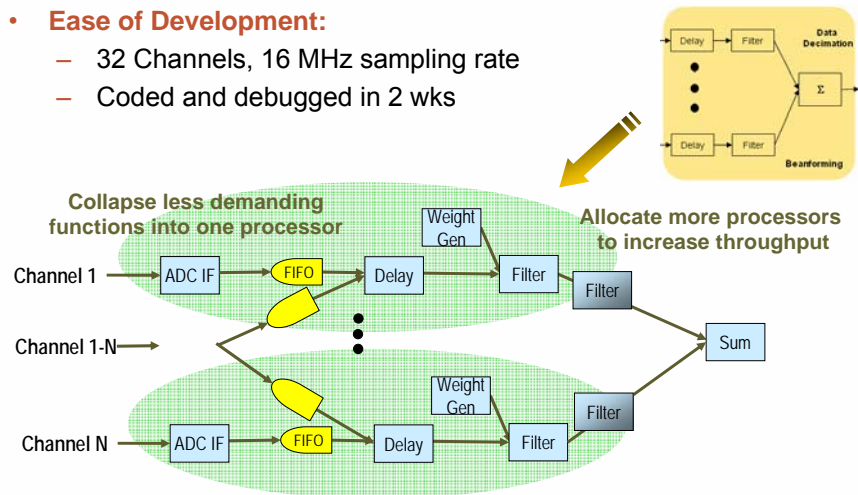 • Ease of Development:
– 32 Channels, 16 MHz sampling rate
– Coded and debugged in 2 wks
Delay
Filter
Data
Decimation
Σ
Delay
Filter
Beanforming
Collapse less demanding
functions into one processor
Allocate more processors
to increase throughput
Weight
Gen
Channel 1
ADC IF
FIFO
Delay
Filter
Filter
Channel 1-N
Sum
Weight
Gen
Filter
Channel N
ADC IF
FIFO
Delay
Filter